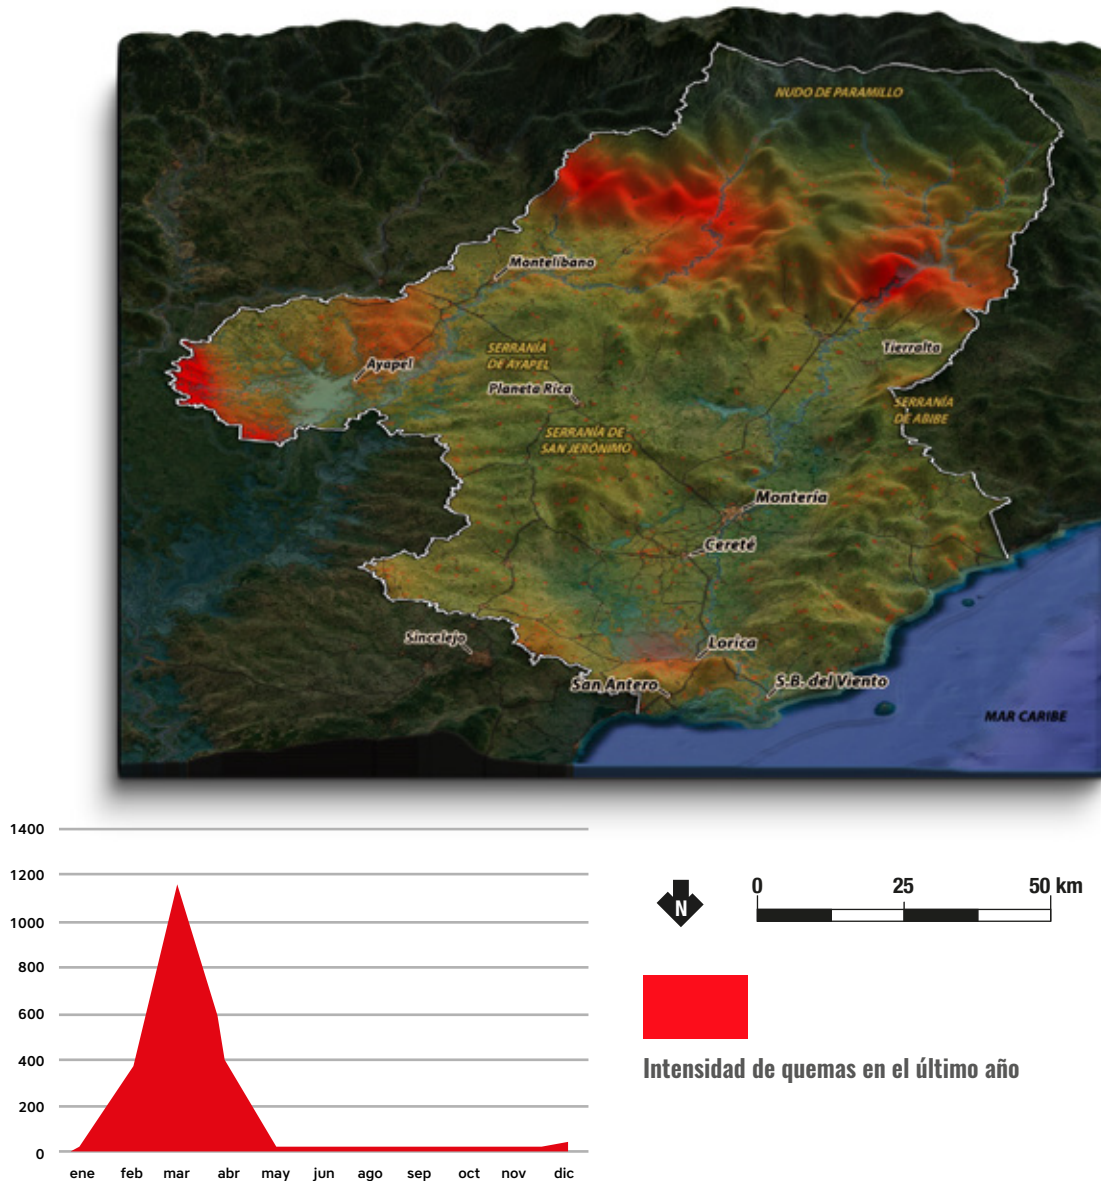 NUDO DE PARAMILLO
Montelíbano
Ayapel
SERRANÍA
DE AYAPEL
Tierralta
Planeta Rica
SERRANÍA
DE ABIBE
SERRANÍA DE
SAN JERÓNIMO
Montería
Cereté
Sincelejo
Lorica
San Antero
S.B. del Viento
MAR CARIBE
1400
1200
1000
800
600
400
200
0
ene feb mar abr may jun ago sep oct nov dic
N
0 25 50 km
Intensidad de quemas en el último año